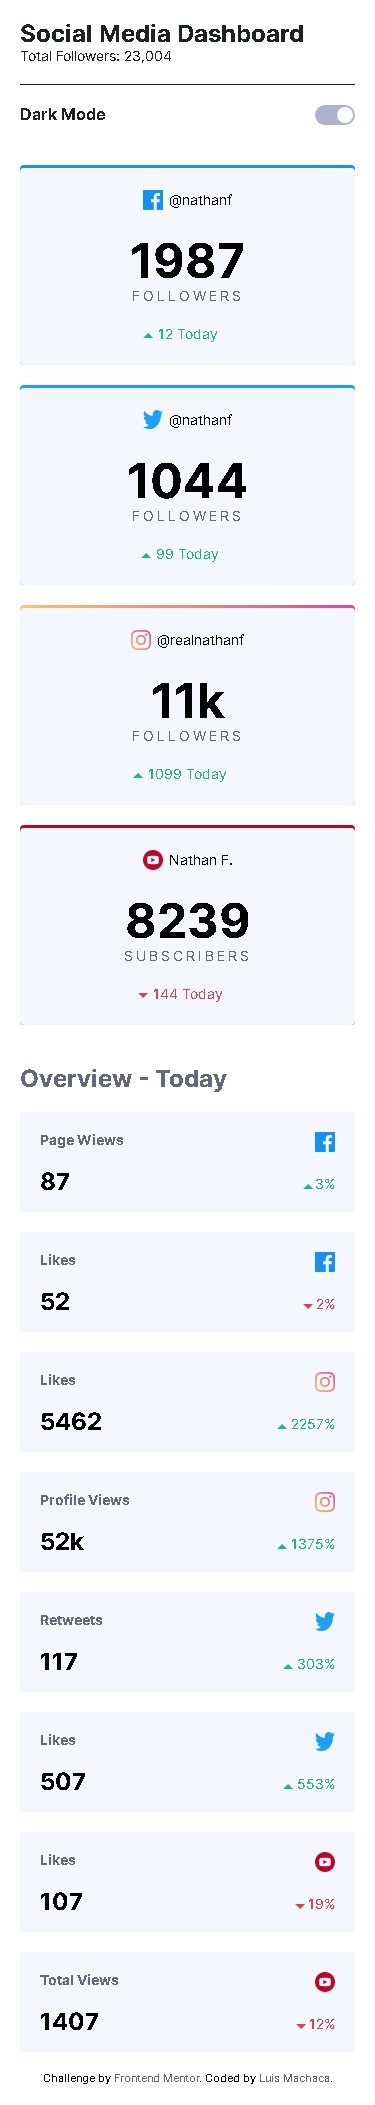 Social Media Dashboard
Total Followers: 23,004
Dark Mode
@nathanf
1987
FOLLOWERS
12 Today
@nathanf
1044
FOLLOWERS
99 Today
@realnathanf
11k
FOLLOWERS
1099 Today
Nathan F.
8239
SUBSCRIBERS
144 Today
Overview - Today
Page Wiews
87
3%
Likes
52
2%
Likes
5462
2257%
Profile Views
52k
1375%
Retweets
117
303%
Likes
507
553%
Likes
107
19%
Total Views
1407
12%
Challenge by Frontend Mentor. Coded by Luis Machaca.